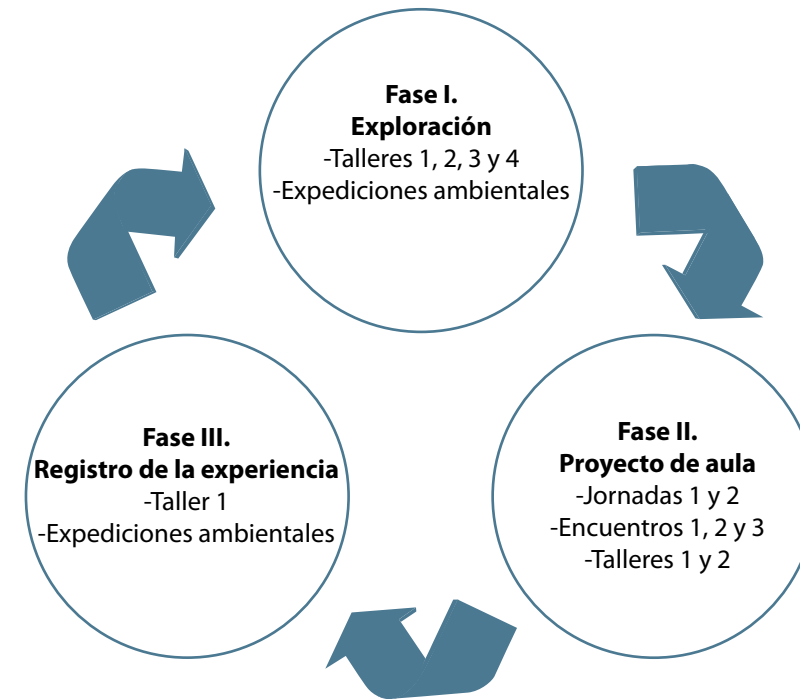 Fase I.
Exploración
-Talleres 1, 2, 3 y 4
-Expediciones ambientales
Fase II.
Proyecto de aula
-Jornadas 1 y 2
-Encuentros 1, 2 y 3
-Talleres 1 y 2
Fase III.
Registro de la experiencia
-Taller 1
-Expediciones ambientales